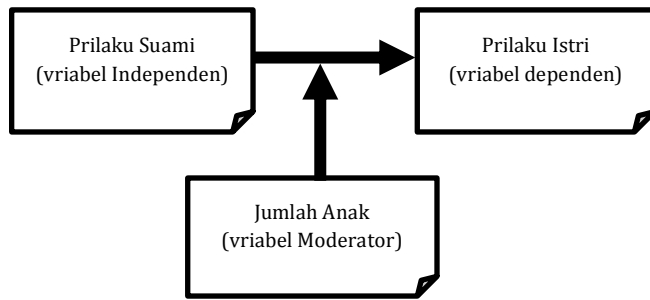 Prilaku Suami
(vriabel Independen)
Prilaku Istri
(vriabel dependen)
Jumlah Anak
(vriabel Moderator)